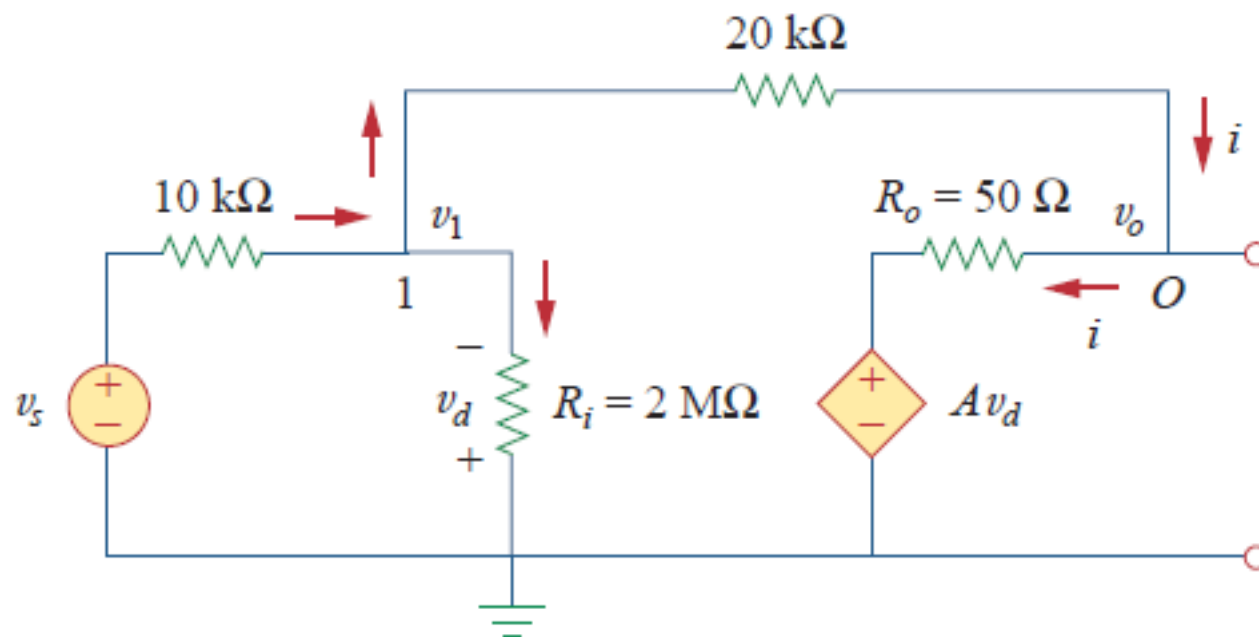 20 kΩ
i
10 kΩ
v1
Ro = 50 Ω
vo
1
i
O
+
−
vs
−
vd
+
Ri = 2 MΩ
+
−
Avd